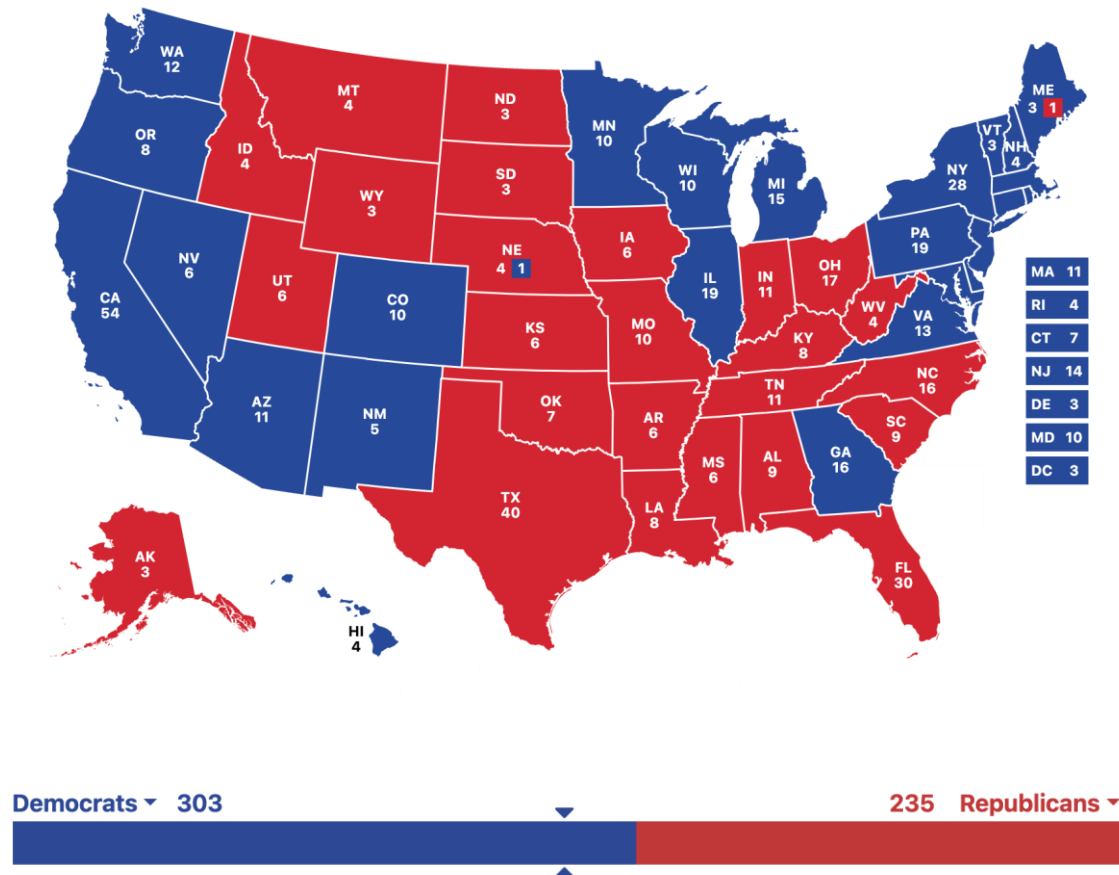 WA
12
OR
8
CA
54
NV
6
ID
4
MT
4
WY
3
UT
6
AZ
11
CO
10
NM
5
ND
3
SD
3
NE
4 1
KS
6
OK
7
TX
40
MN
10
IA
6
MO
10
AR
6
LA
8
WI
10
IL
19
MI
15
IN
11
OH
17
KY
8
TN
11
MS
6
AL
9
GA
16
FL
30
SC
9
NC
16
VA
13
WV
4
PA
19
NY
28
VT
3
NH
4
ME
3 1
MA 11
RI 4
CT 7
NJ 14
DE 3
MD 10
DC 3
AK
3
HI
4
Democrats 303
235 Republicans